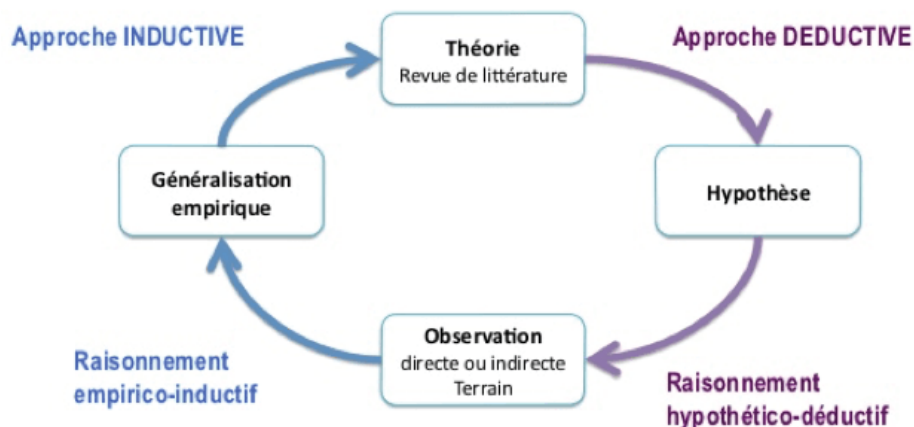 Approche INDUCTIVE
Théorie
Revue de littérature
Approche DEDUCTIVE
Généralisation
empirique
Hypothèse
Observation
directe ou indirecte
Terrain
Raisonnement
empirico-inductif
Raisonnement
hypothético-déductif